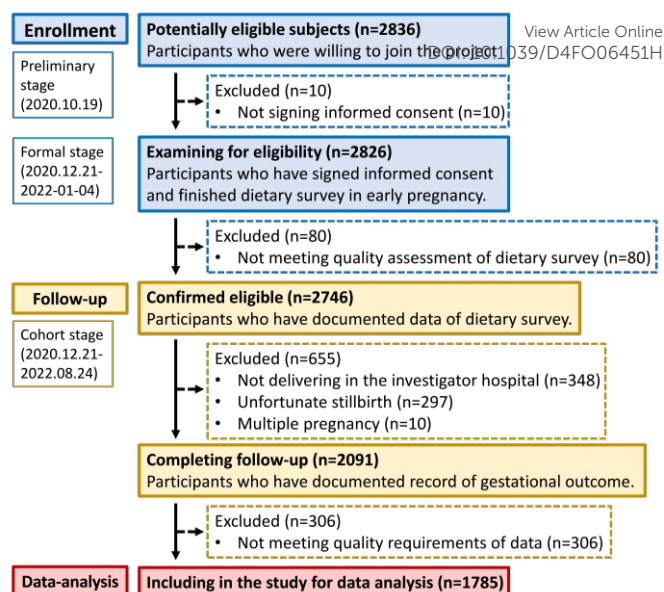 Enrollment
Potentially eligible subjects (n=2836)
Participants who were willing to join the project
View Article Online
DOI: 10.1039/D4FO06451H
Preliminary
stage
(2020.10.19)
Excluded (n=10)
• Not signing informed consent (n=10)
Formal stage
(2020.12.21-
2022-01-04)
Examining for eligibility (n=2826)
Participants who have signed informed consent
and finished dietary survey in early pregnancy.
Excluded (n=80)
• Not meeting quality assessment of dietary survey (n=80)
Follow-up
Confirmed eligible (n=2746)
Participants who have documented data of dietary survey.
Cohort stage
(2020.12.21-
2022.08.24)
Excluded (n=655)
• Not delivering in the investigator hospital (n=348)
• Unfortunate stillbirth (n=297)
• Multiple pregnancy (n=10)
Completing follow-up (n=2091)
Participants who have documented record of gestational outcome.
Excluded (n=306)
• Not meeting quality requirements of data (n=306)
Data-analysis
Including in the study for data analysis (n=1785)